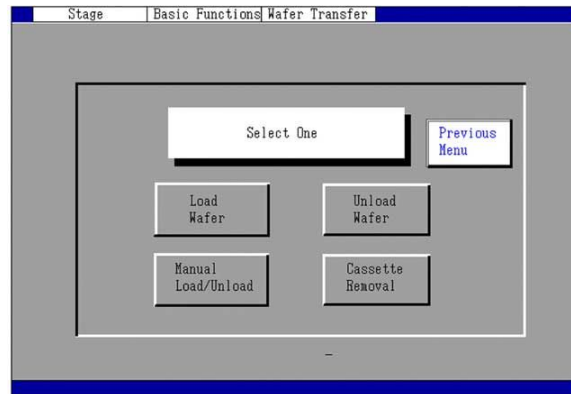 Stage Basic Functions Wafer Transfer
Select One
Previous
Menu
Load
Wafer
Unload
Wafer
Manual
Load/Unload
Cassette
Removal